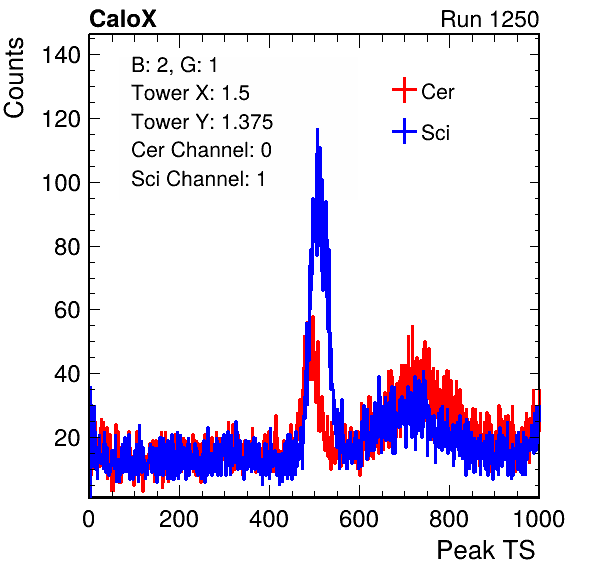 CaloX Run 1250
Counts
140
120
100
80
60
40
20
B: 2, G: 1
Tower X: 1.5
Tower Y: 1.375
Cer Channel: 0
Sci Channel: 1
Cer
Sci
0 200 400 600 800 1000
Peak TS